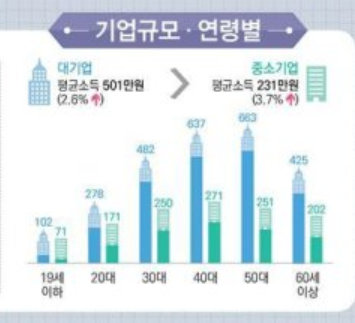 기업규모 · 연령별
대기업
평균소득 501만원
(2.6%↑)
중소기업
평균소득 231만원
(3.7%↑)
102 71
278 171
482 250
637 271
663 251
425 202
19세 이하
20대
30대
40대
50대
60세 이상